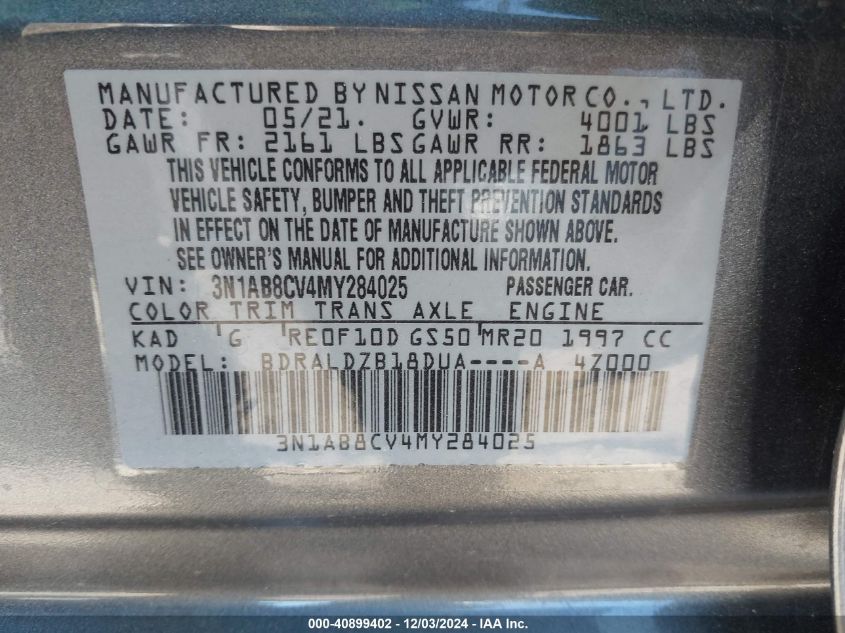 MANUFACTURED BY NISSAN MOTOR CO., LTD.
DATE: 05/21. GVWR: 4001 LBS
GAWR FR: 2161 LBS GAWR RR: 1863 LBS
THIS VEHICLE CONFORMS TO ALL APPLICABLE FEDERAL MOTOR
VEHICLE SAFETY, BUMPER AND THEFT PREVENTION STANDARDS
IN EFFECT ON THE DATE OF MANUFACTURE SHOWN ABOVE.
SEE OWNER'S MANUAL FOR ADDITIONAL INFORMATION.
VIN: 3N1AB8CV4MY284025 PASSENGER CAR.
COLOR TRIM TRANS AXLE ENGINE
KAD G RE0F10D GS50 MR20 1997 CC
MODEL: BDRALDZB18DUA----A 4Z000
3N1AB8CV4MY284025
000-40899402 - 12/03/2024 - IAAI.com